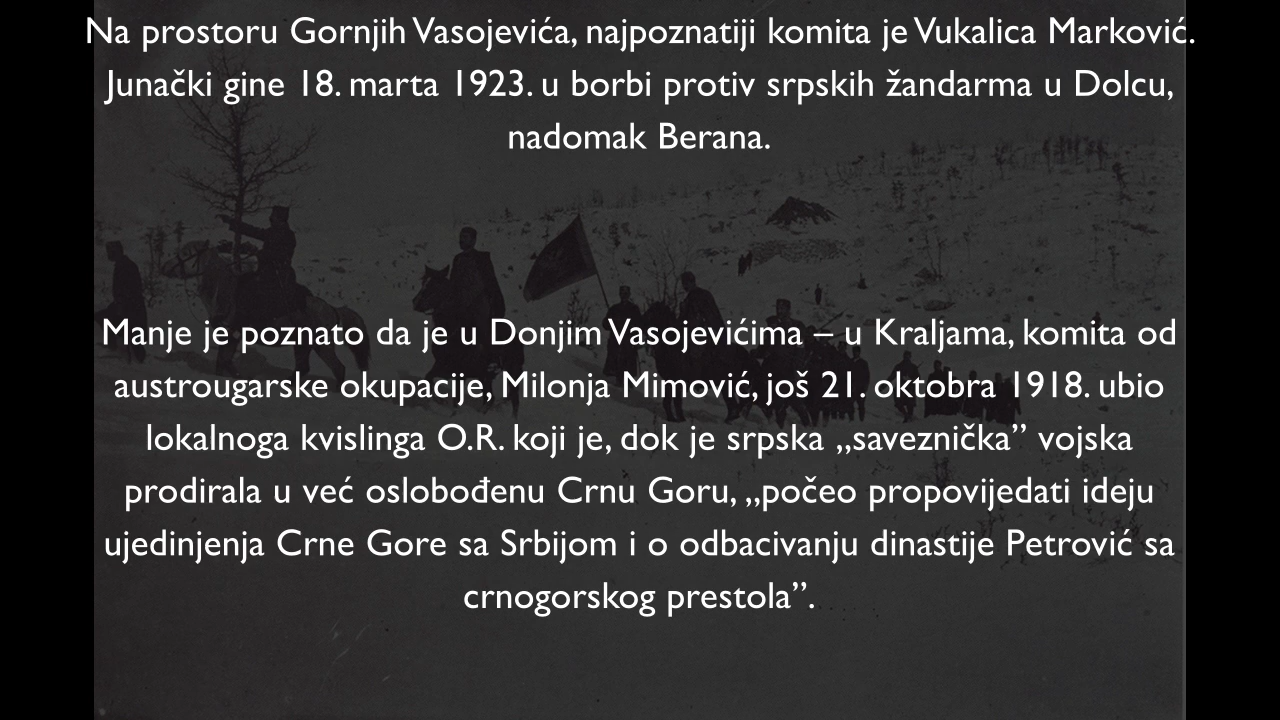 Na prostoru Gornjih Vasojevića, najpoznatiji komita je Vukalica Marković.
Junački gine 18. marta 1923. u borbi protiv srpskih žandarma u Dolcu,
nadomak Berana.
Manje je poznato da je u Donjim Vasojevićima – u Kraljama, komita od
austrougarske okupacije, Milonja Mimović, još 21. oktobra 1918. ubio
lokalnoga kvislinga O.R. koji je, dok je srpska „saveznička” vojska
prodirala u već oslobođenu Crnu Goru, „počeo propovijedati ideju
ujedinjenja Crne Gore sa Srbijom i o odbacivanju dinastije Petrović sa
crnogorskog prestola”.